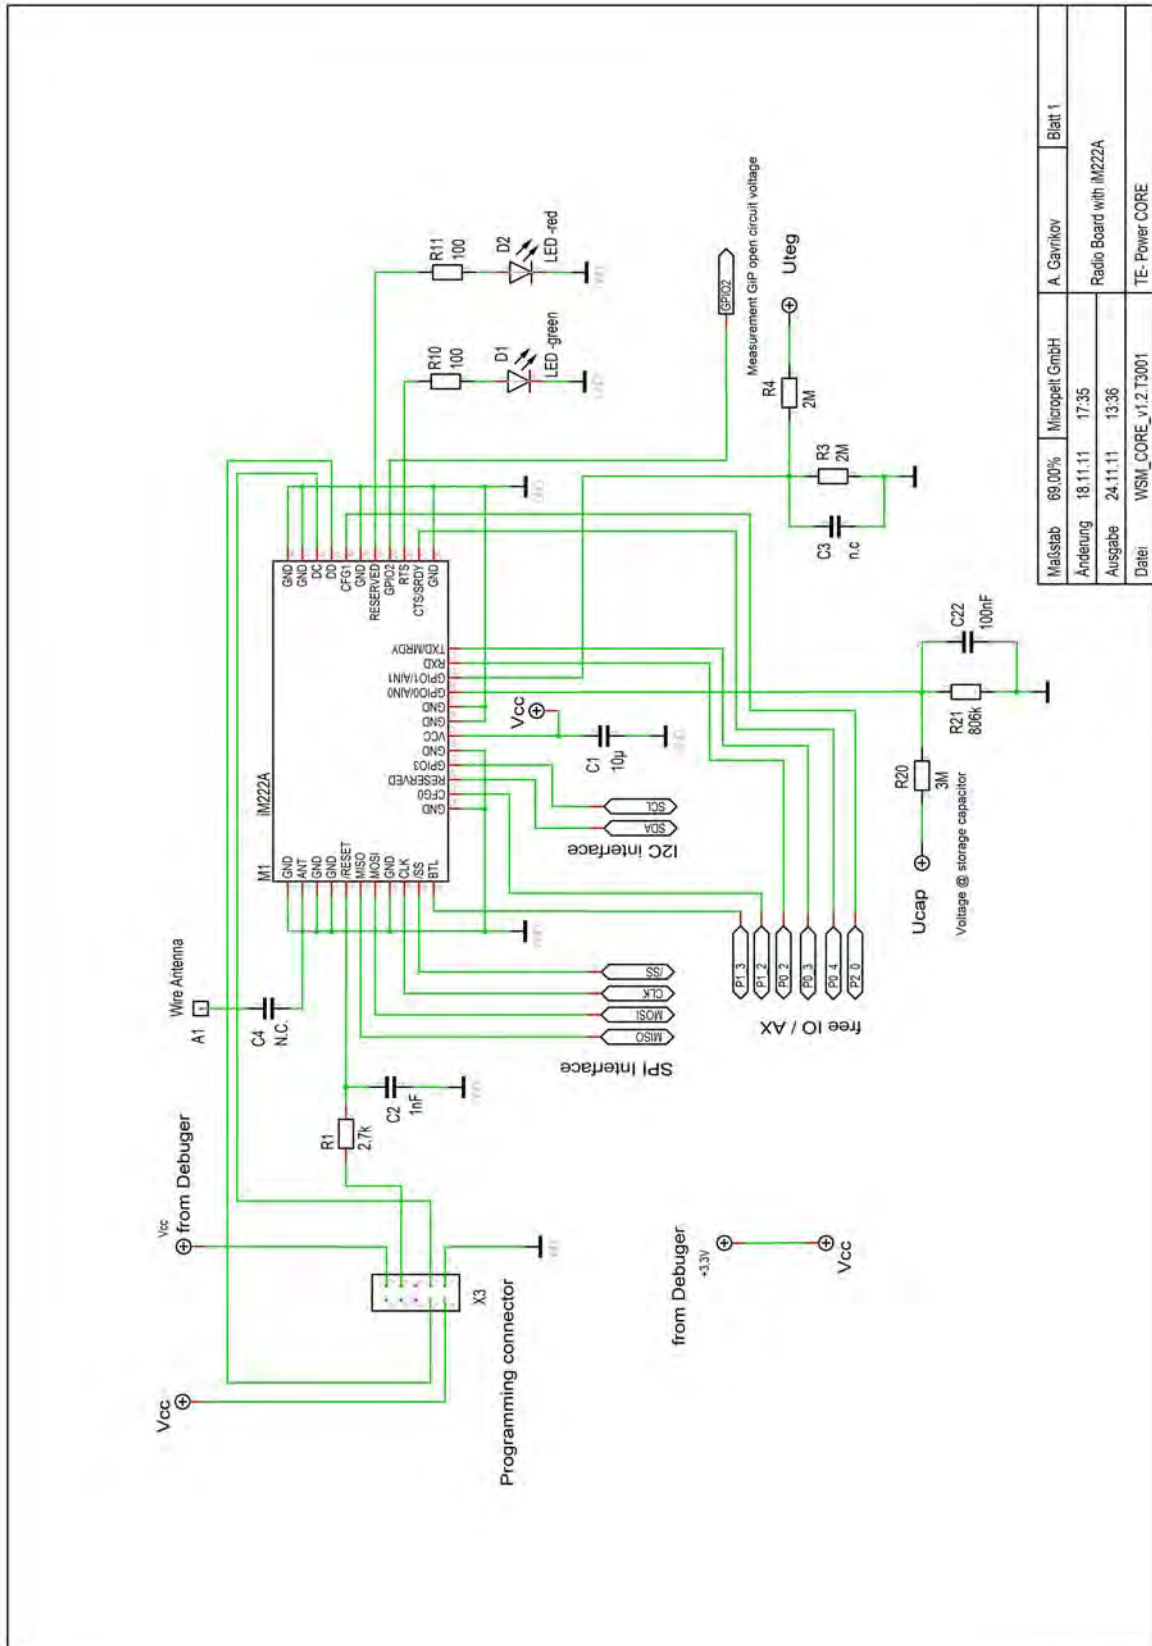 Vcc
Vcc
from Debuger
Programming connector
X3
R1
2.7k
C2
1nF
A1
Wire Antenna
C4
N.C.
M1
iM222A
GND
ANT
GND
GND
/RESET
MISO
MOSI
GND
CLK
/SS
BTL
GND
CFG0
RESERVED
GPIO3
GND
VCC
GND
GND
GPIO0/AIN0
GPIO1/AIN1
RXD
TXD/MRDY
GND
GND
DC
DD
CFG1
GND
RESERVED
GPIO2
RTS
CTS/SRDY
GND
R10
100
D1
LED -green
R11
100
D2
LED -red
Vcc
C1
10µ
SCL
SDA
I2C interface
MISO
MOSI
CLK
/SS
SPI Interface
P1_3
P1_2
P0_2
P0_3
P0_4
P2_0
free IO / AX
GPIO2
Measurement GiP open circuit voltage
Uteg
R4
2M
R3
2M
C3
n.c
Ucap
Voltage @ storage capacitor
R20
3M
R21
806k
C22
100nF
from Debuger
+3.3V
Vcc
Maßstab 69.00% Micropelt GmbH A. Gavrikov Blatt 1
Änderung 18.11.11 17:35 Radio Board with iM222A
Ausgabe 24.11.11 13:36
Datei WSM_CORE_v1.2.T3001 TE- Power CORE